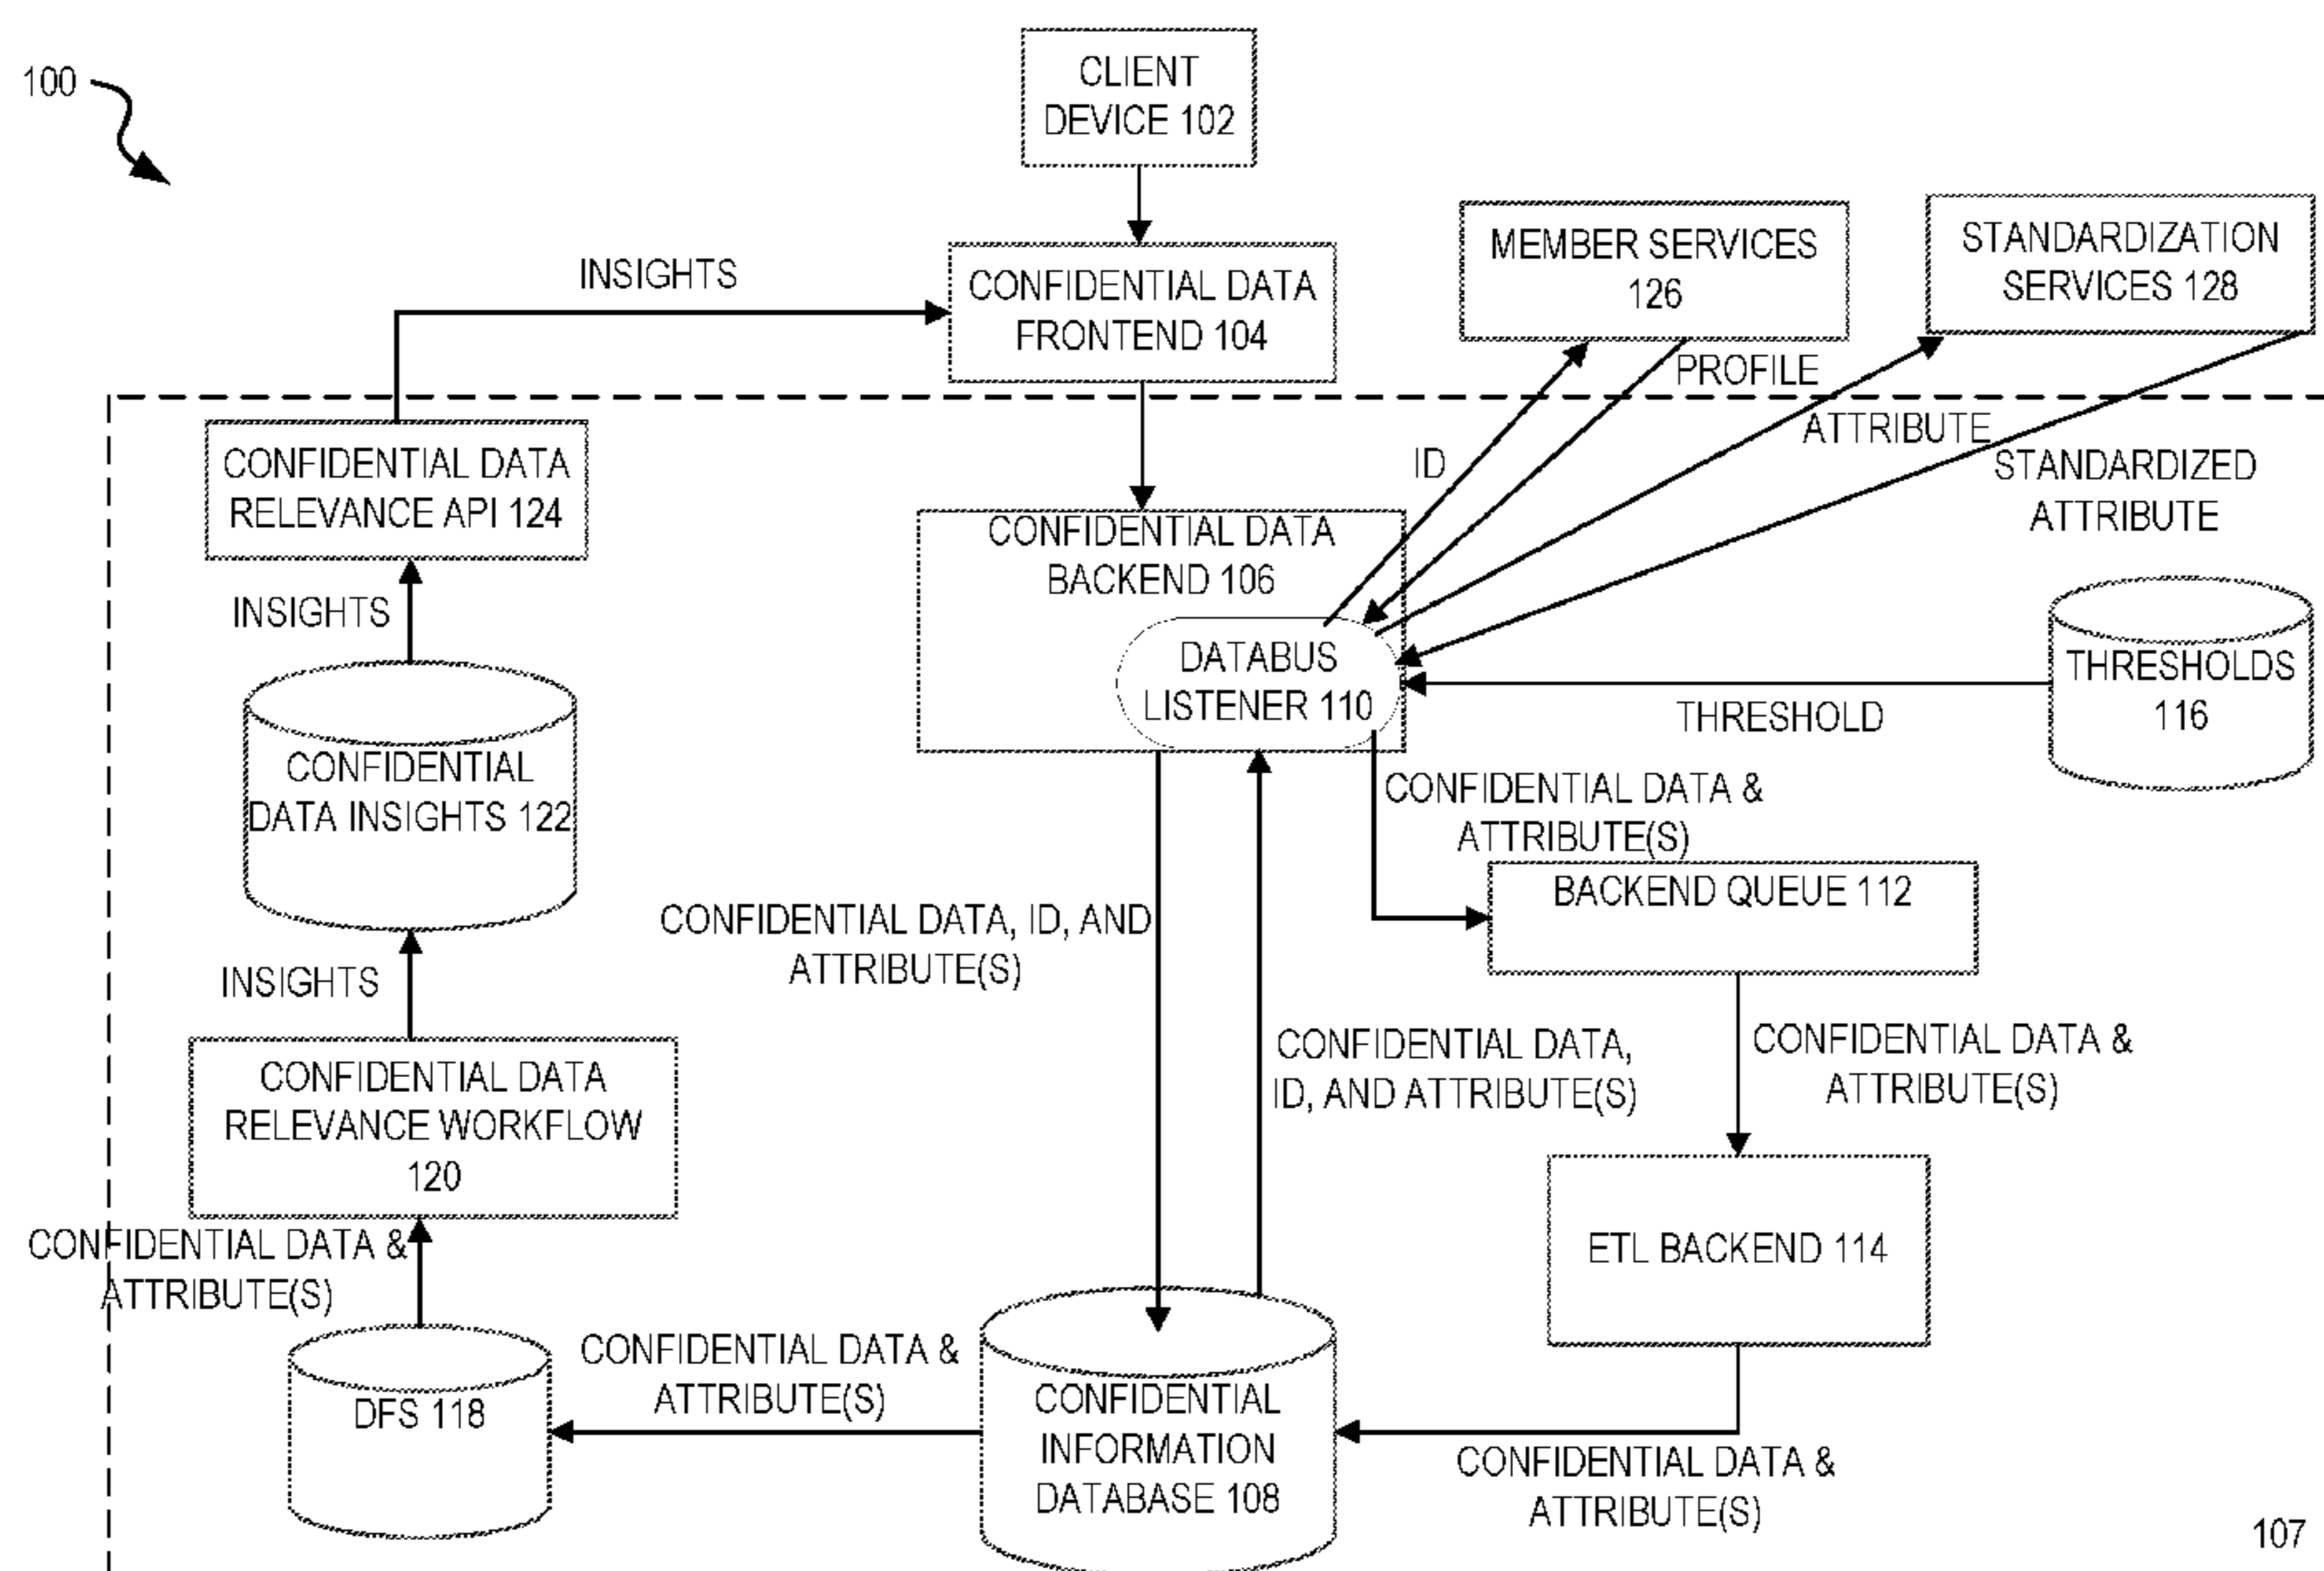 100
CLIENT
DEVICE 102
INSIGHTS
CONFIDENTIAL DATA
FRONTEND 104
MEMBER SERVICES
126
STANDARDIZATION
SERVICES 128
PROFILE
ATTRIBUTE
ID
STANDARDIZED
ATTRIBUTE
CONFIDENTIAL DATA
RELEVANCE API 124
CONFIDENTIAL DATA
BACKEND 106
INSIGHTS
DATABUS
LISTENER 110
THRESHOLDS
116
THRESHOLD
CONFIDENTIAL
DATA INSIGHTS 122
CONFIDENTIAL DATA &
ATTRIBUTE(S)
BACKEND QUEUE 112
CONFIDENTIAL DATA, ID, AND
ATTRIBUTE(S)
INSIGHTS
CONFIDENTIAL DATA,
ID, AND ATTRIBUTE(S)
CONFIDENTIAL DATA &
ATTRIBUTE(S)
CONFIDENTIAL DATA
RELEVANCE WORKFLOW
120
ETL BACKEND 114
CONFIDENTIAL DATA &
ATTRIBUTE(S)
CONFIDENTIAL DATA &
ATTRIBUTE(S)
DFS 118
CONFIDENTIAL
INFORMATION
DATABASE 108
CONFIDENTIAL DATA &
ATTRIBUTE(S)
107